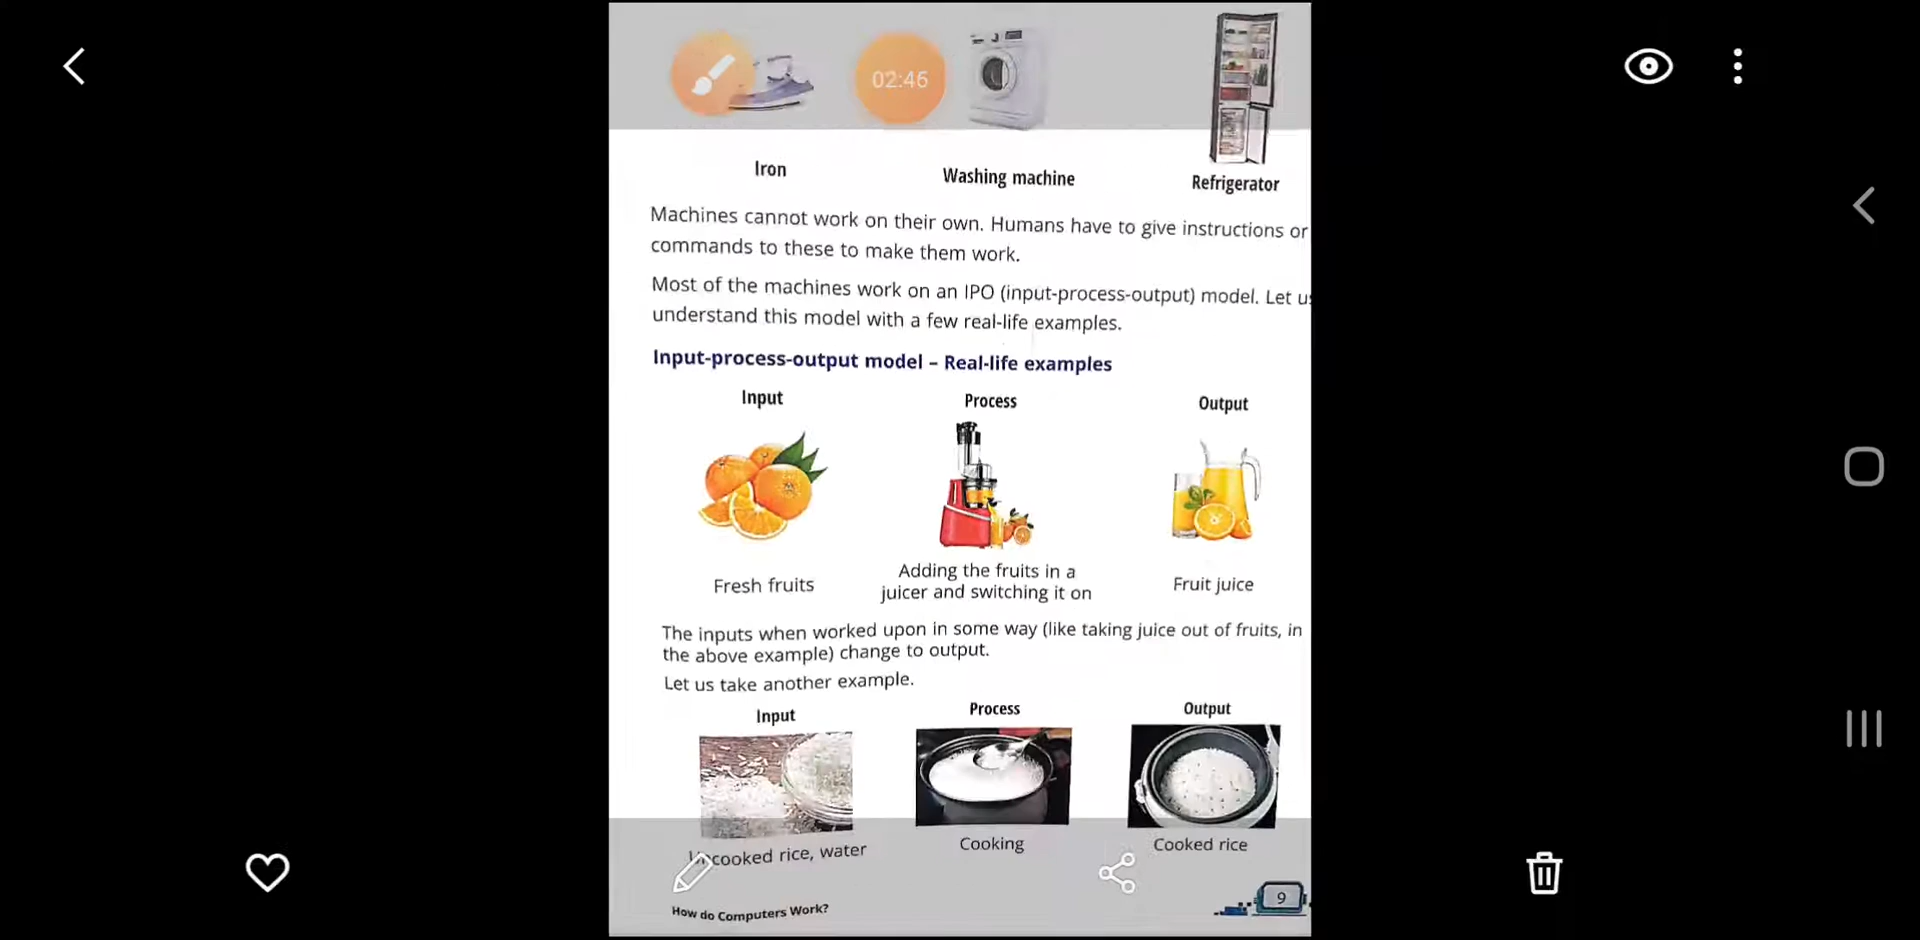 02:46
Iron
Washing machine
Refrigerator
Machines cannot work on their own. Humans have to give instructions or
commands to these to make them work.
Most of the machines work on an IPO (input-process-output) model. Let us
understand this model with a few real-life examples.
Input-process-output model – Real-life examples
Input
Process
Output
Fresh fruits
Adding the fruits in a
juicer and switching it on
Fruit juice
The inputs when worked upon in some way (like taking juice out of fruits, in
the above example) change to output.
Let us take another example.
Input
Process
Output
Uncooked rice, water
Cooking
Cooked rice
How do Computers Work?
9